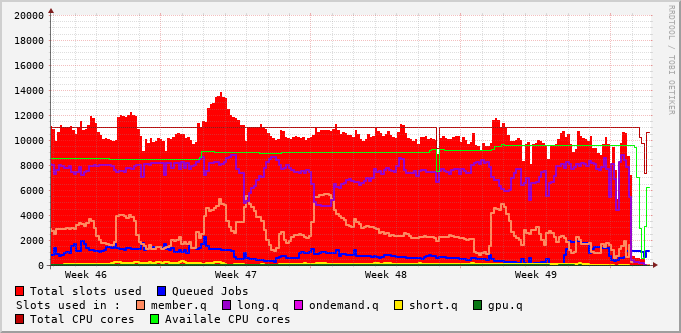 RRDTOOL / TOBI OETIKER
20000
18000
16000
14000
12000
10000
8000
6000
4000
2000
0
Week 46 Week 47 Week 48 Week 49
Total slots used Queued Jobs
Slots used in : member.q long.q ondemand.q short.q gpu.q
Total CPU cores Availale CPU cores